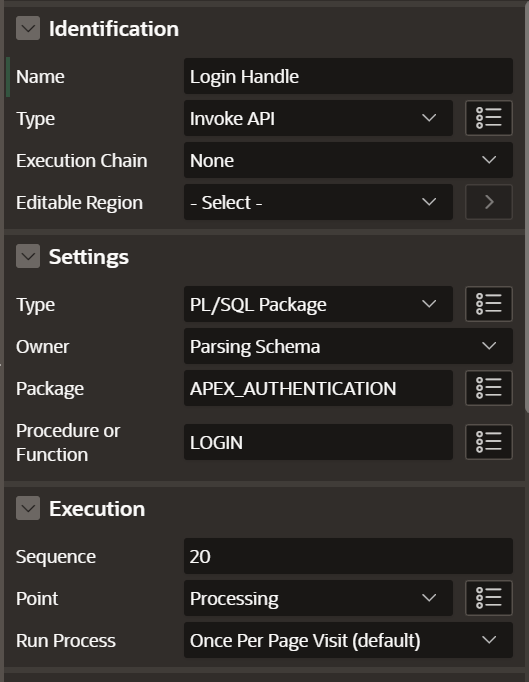 Identification
Name Login Handle
Type Invoke API
Execution Chain None
Editable Region - Select -
Settings
Type PL/SQL Package
Owner Parsing Schema
Package APEX_AUTHENTICATION
Procedure or
Function LOGIN
Execution
Sequence 20
Point Processing
Run Process Once Per Page Visit (default)